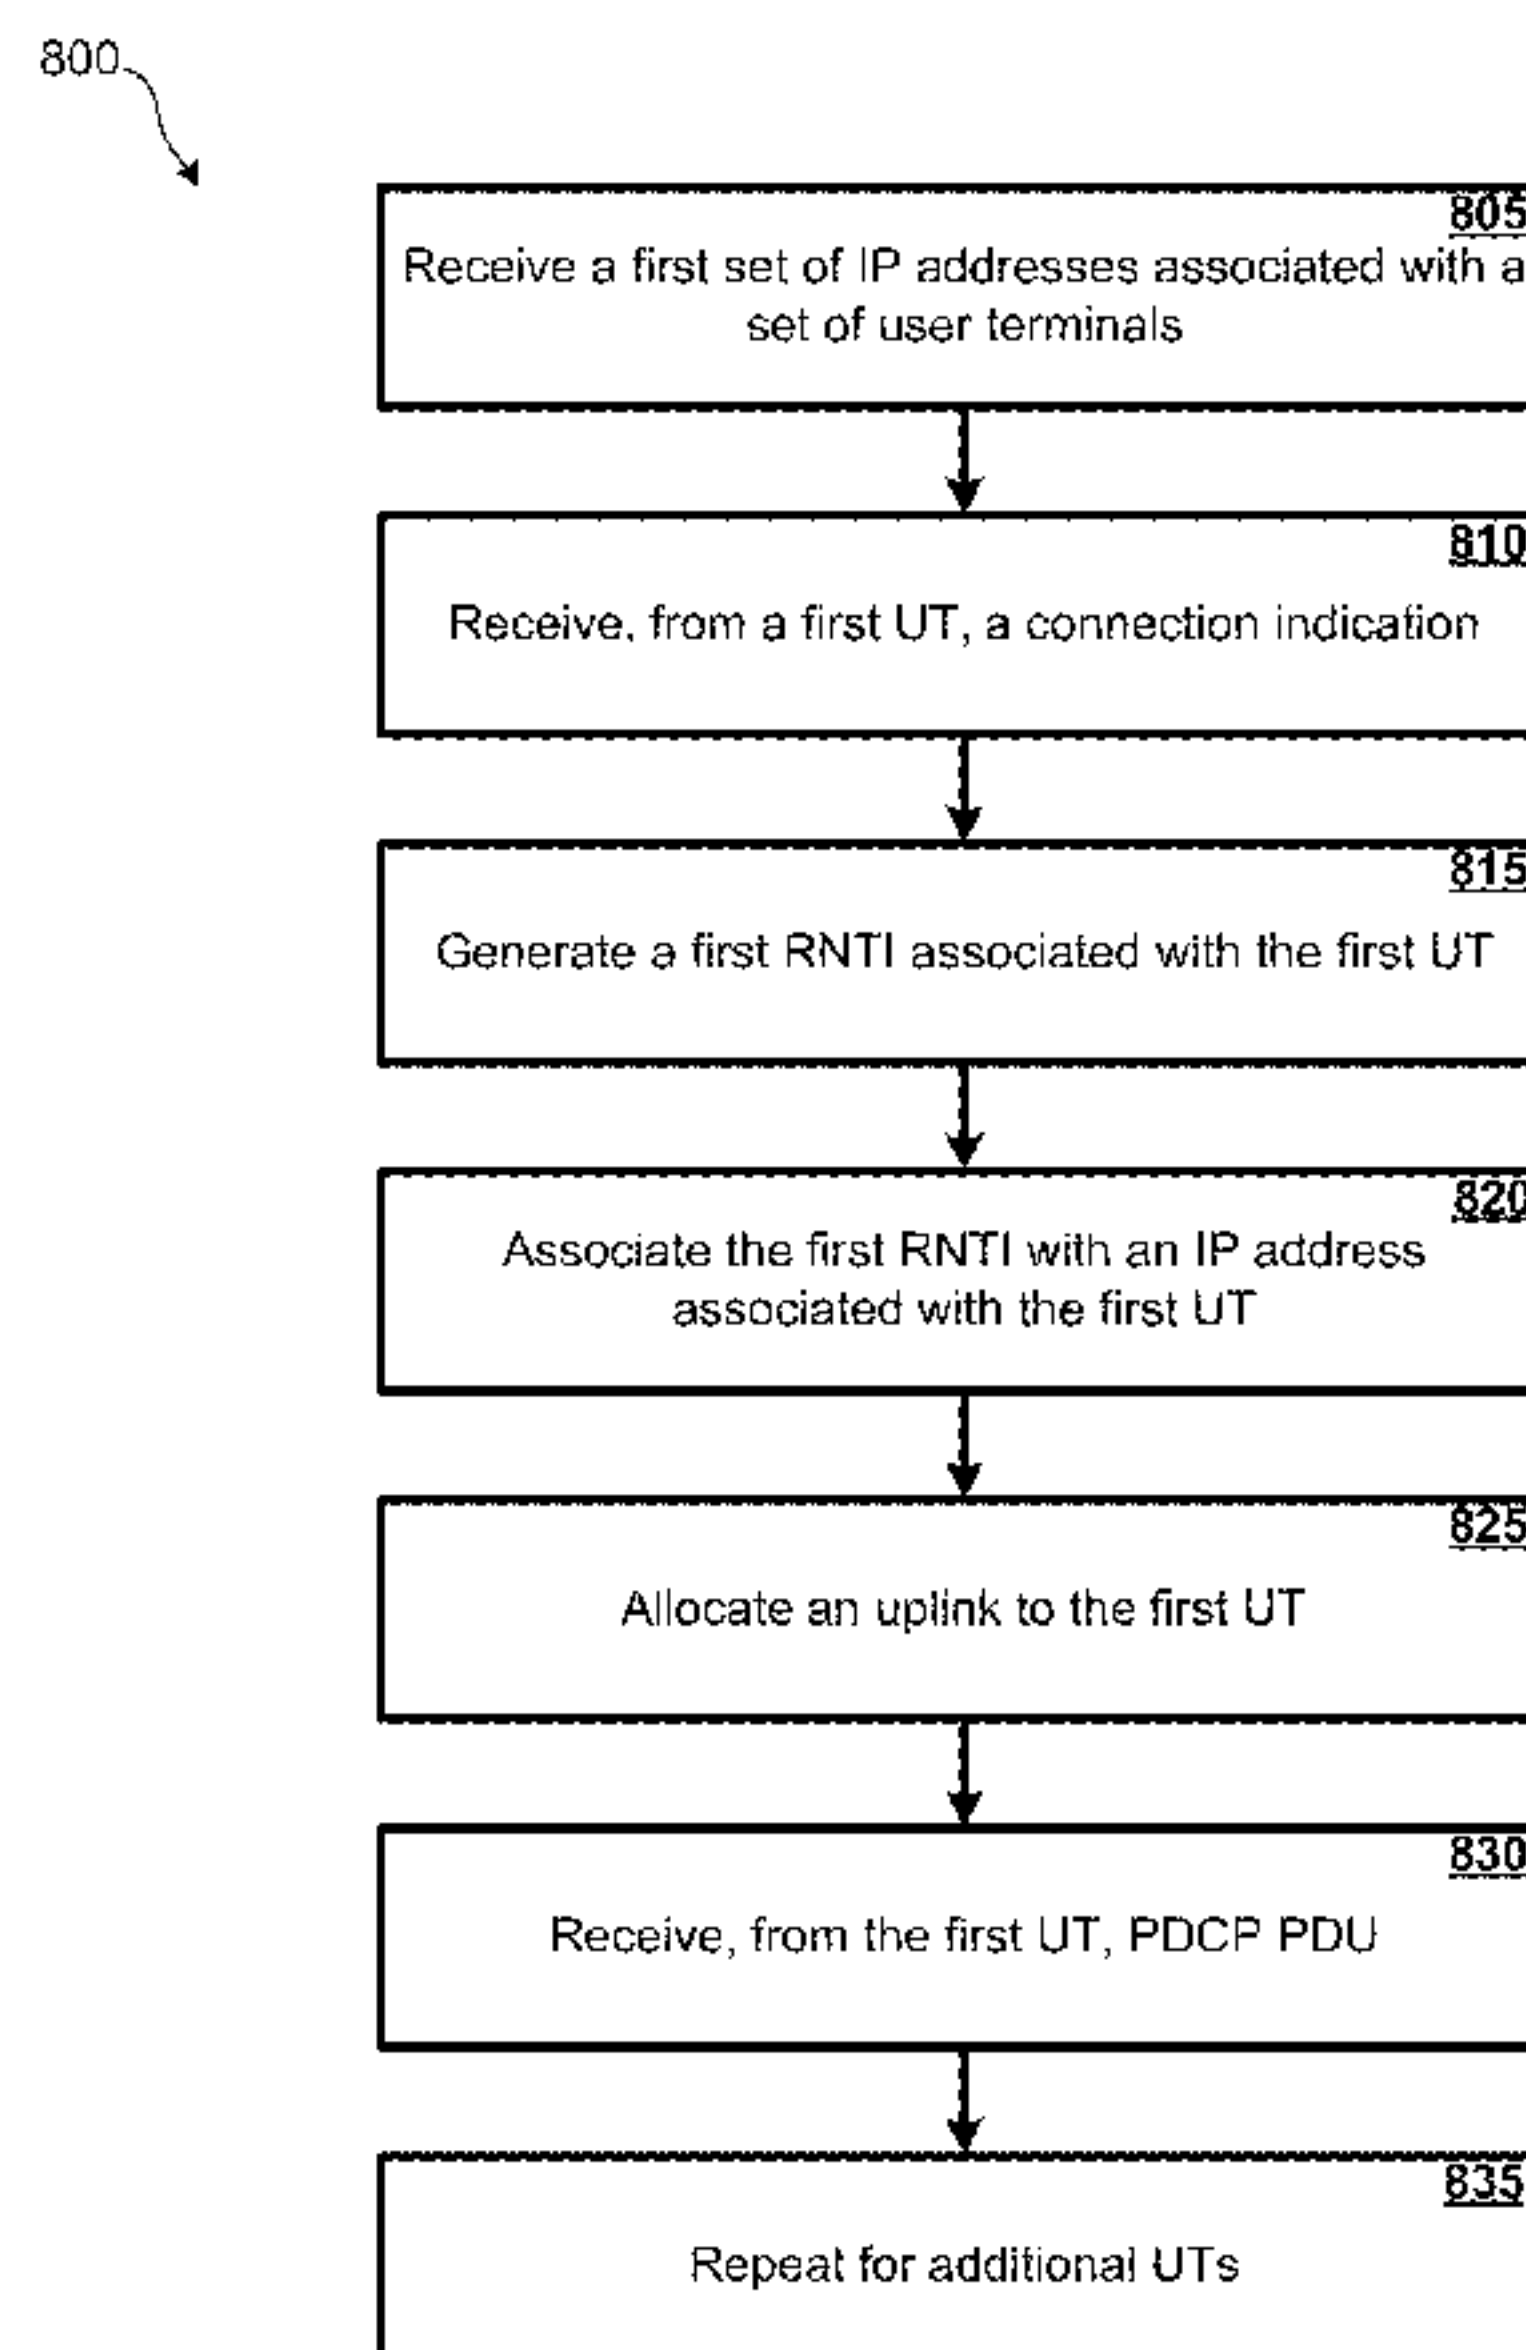 800
805
Receive a first set of IP addresses associated with a
set of user terminals
810
Receive, from a first UT, a connection indication
815
Generate a first RNTI associated with the first UT
820
Associate the first RNTI with an IP address
associated with the first UT
825
Allocate an uplink to the first UT
830
Receive, from the first UT, PDCP PDU
835
Repeat for additional UTs